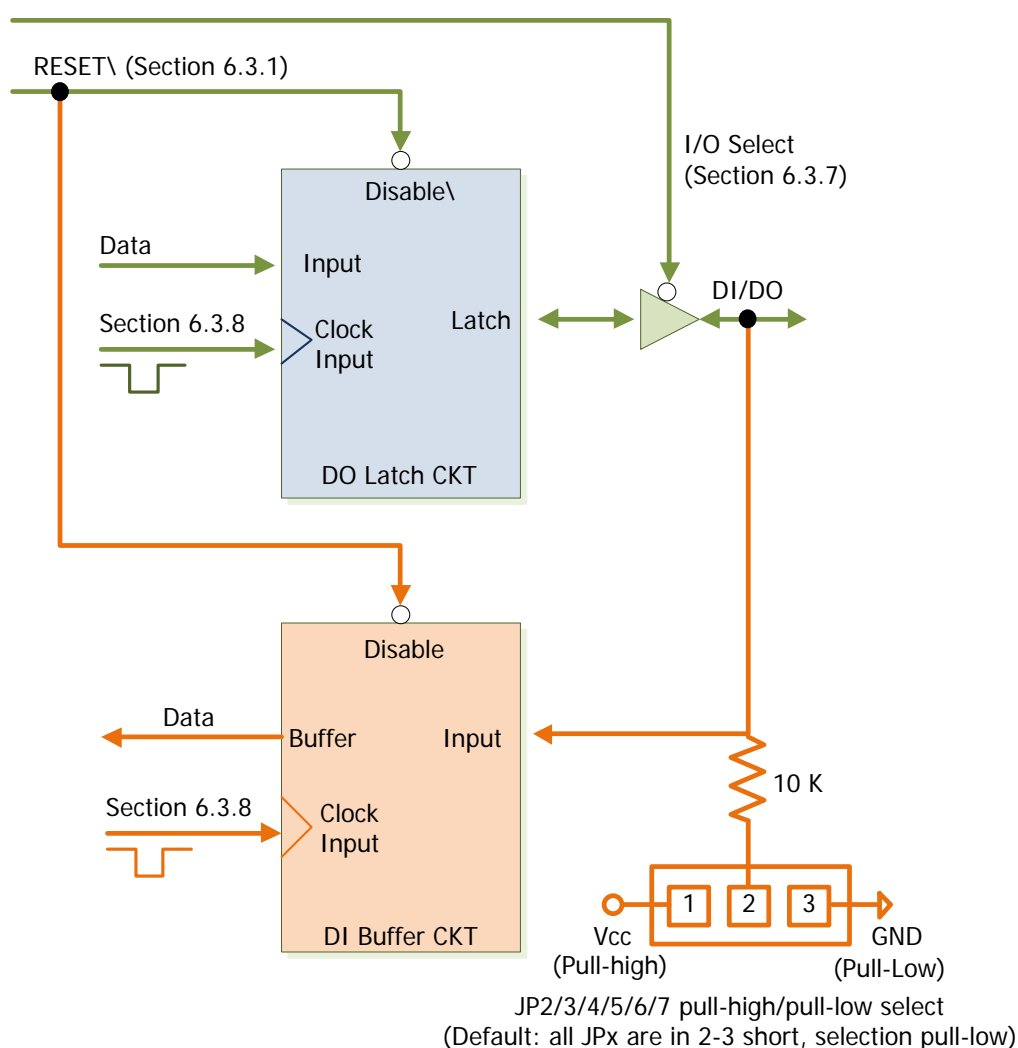 RESET\ (Section 6.3.1)
I/O Select
(Section 6.3.7)
Disable\
Data
Input
DI/DO
Section 6.3.8
Clock
Input
Latch
DO Latch CKT
Disable
Data
Buffer
Input
10 K
Section 6.3.8
Clock
Input
1
2
3
DI Buffer CKT
Vcc
(Pull-high)
GND
(Pull-Low)
JP2/3/4/5/6/7 pull-high/pull-low select
(Default: all JPx are in 2-3 short, selection pull-low)